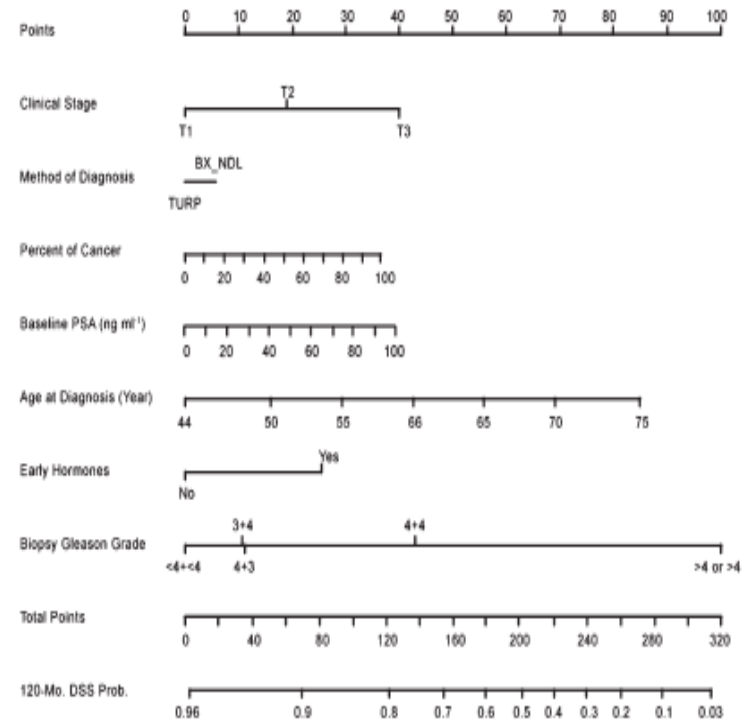 Points 0 10 20 30 40 50 60 70 80 90 100
T2
Clinical Stage
T1 T3
BX_NDL
Method of Diagnosis
TURP
Percent of Cancer
0 20 40 60 80 100
Baseline PSA (ng ml⁻¹)
0 20 40 60 80 100
Age at Diagnosis (Year)
44 50 55 66 65 70 75
Yes
Early Hormones
No
3+4 4+4
Biopsy Gleason Grade
<4+<4 4+3 >4 or >4
Total Points
0 40 80 120 160 200 240 280 320
120-Mo. DSS Prob.
0.96 0.9 0.8 0.7 0.6 0.5 0.4 0.3 0.2 0.1 0.03